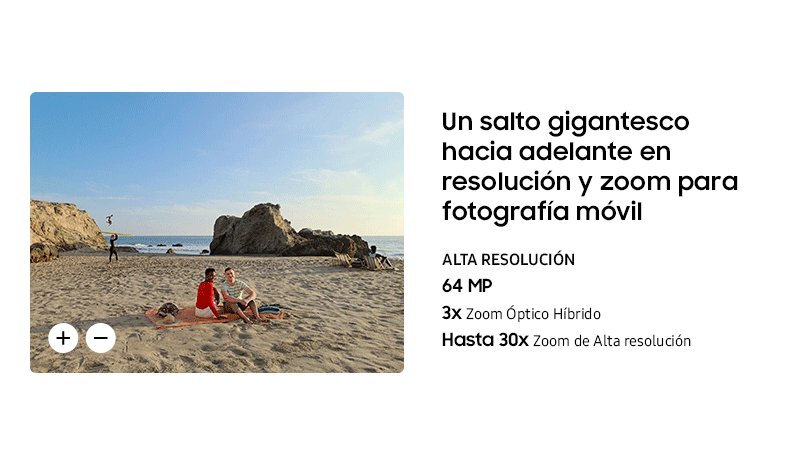 Un salto gigantesco
hacia adelante en
resolución y zoom para
fotografía móvil
ALTA RESOLUCIÓN
64 MP
3x Zoom Óptico Híbrido
Hasta 30x Zoom de Alta resolución